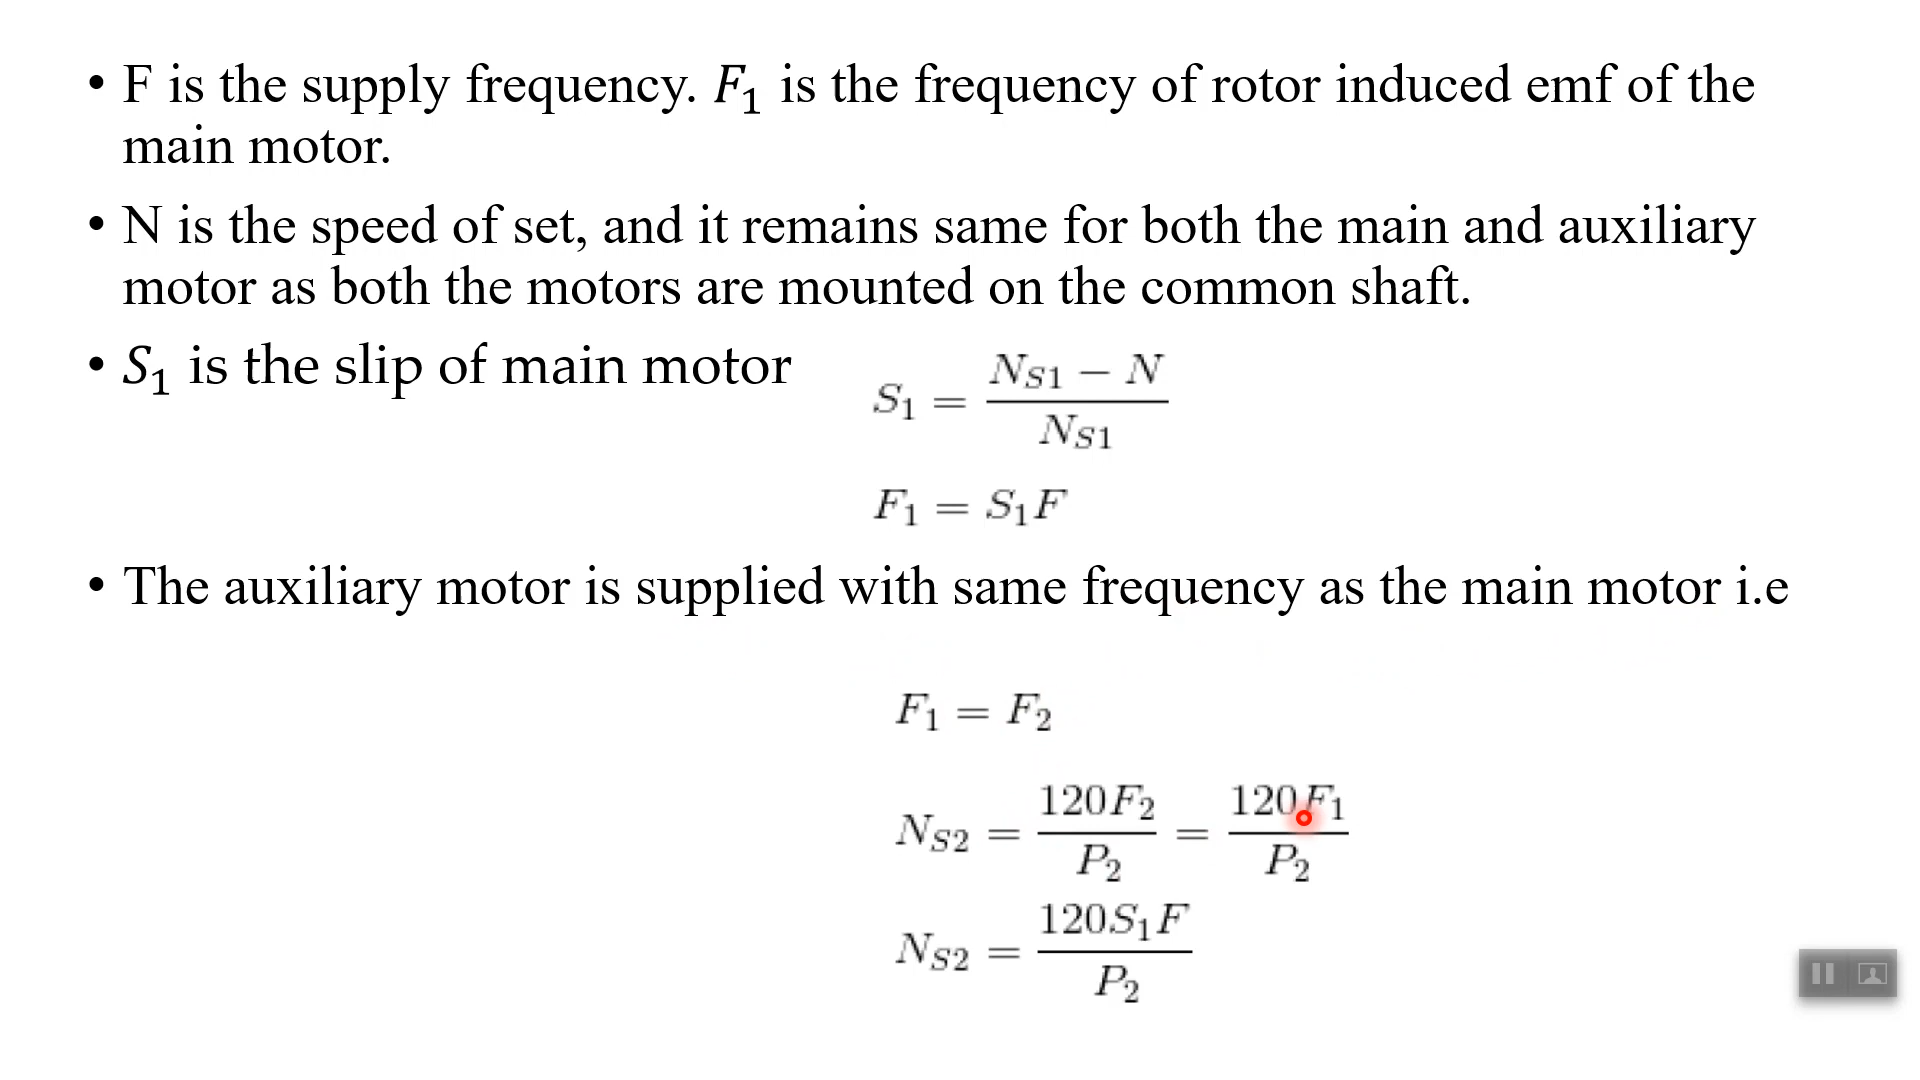 • F is the supply frequency. F₁ is the frequency of rotor induced emf of the
main motor.
• N is the speed of set, and it remains same for both the main and auxiliary
motor as both the motors are mounted on the common shaft.
• S₁ is the slip of main motor
S₁ = (N_S1 − N) / N_S1
F₁ = S₁F
• The auxiliary motor is supplied with same frequency as the main motor i.e
F₁ = F₂
N_S2 = 120F₂ / P₂ = 120F₁ / P₂
N_S2 = 120S₁F / P₂